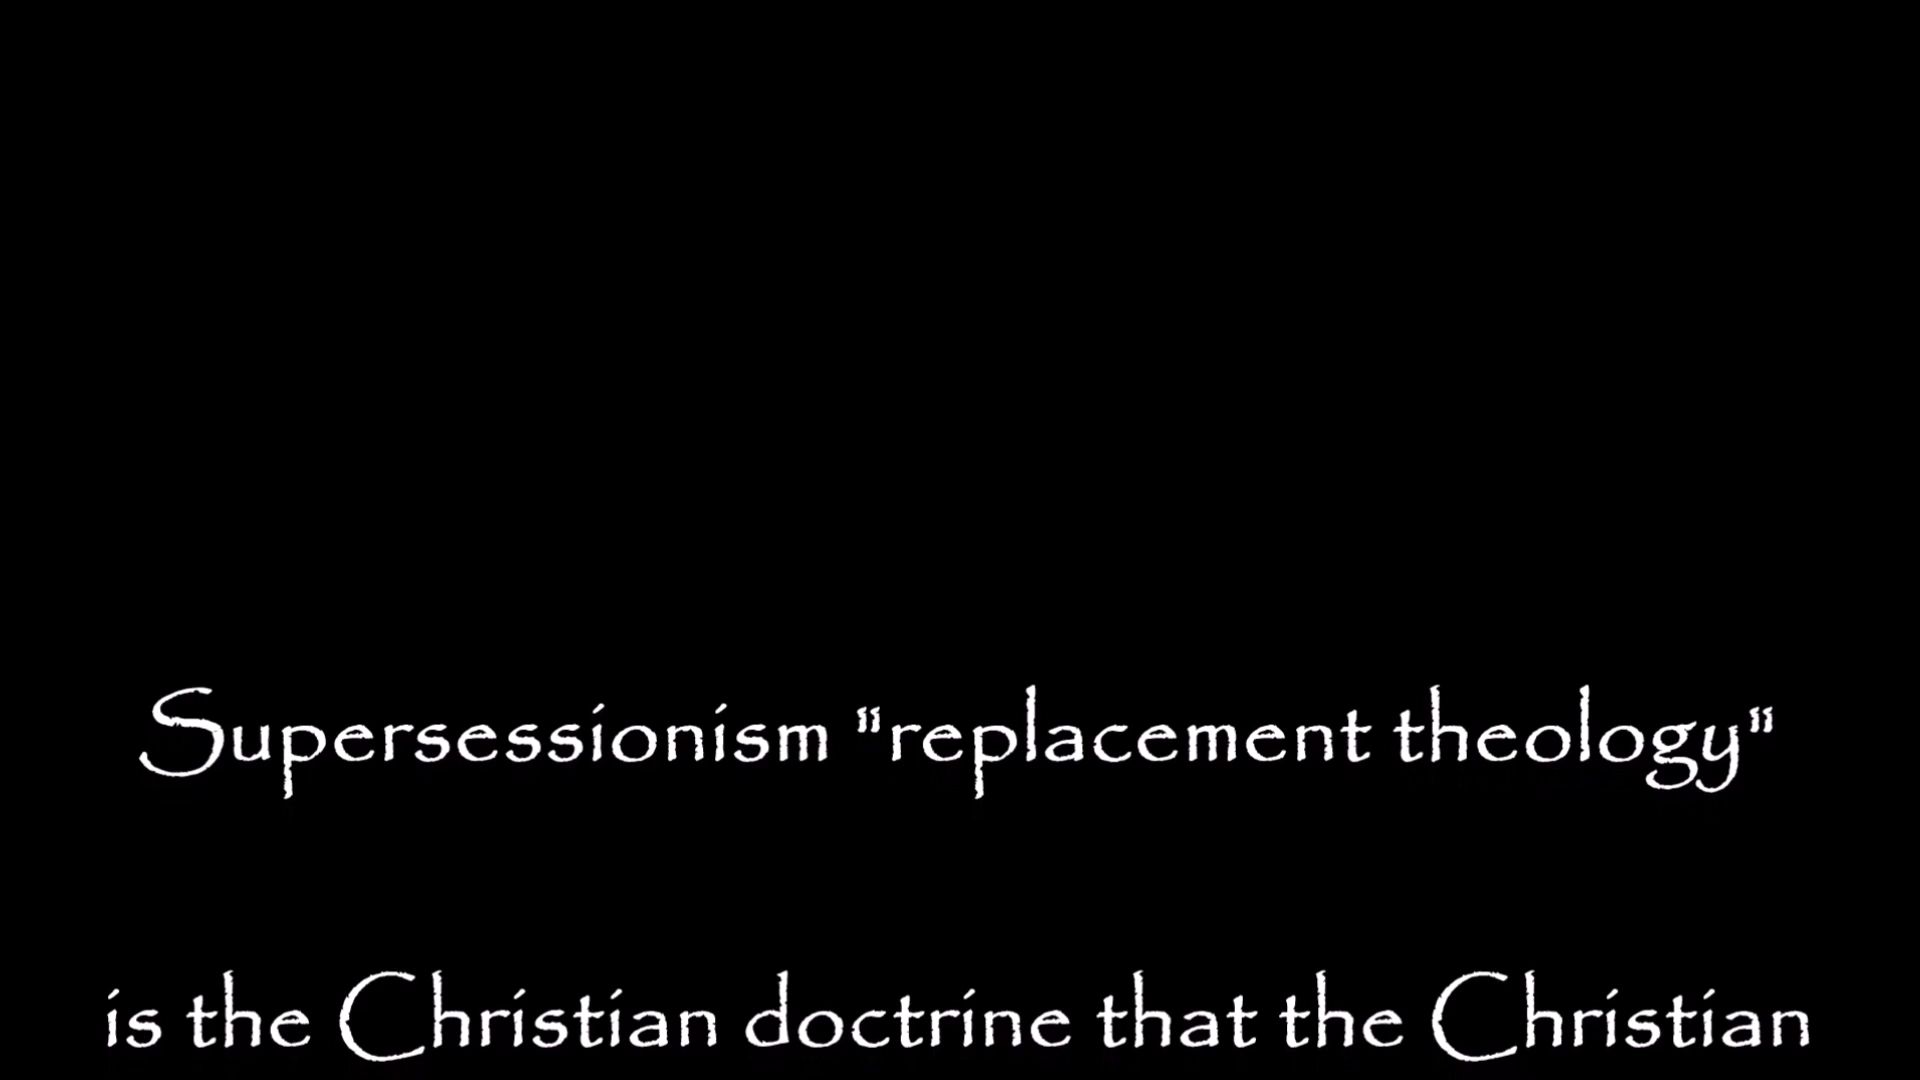 Supersessionism "replacement theology"
is the Christian doctrine that the Christian